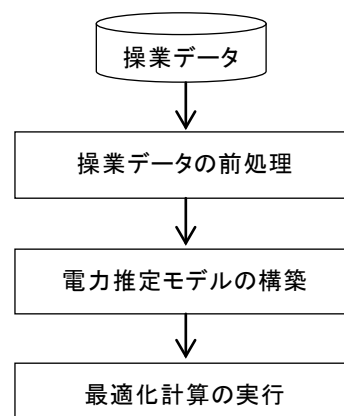 操業データ
操業データの前処理
電力推定モデルの構築
最適化計算の実行